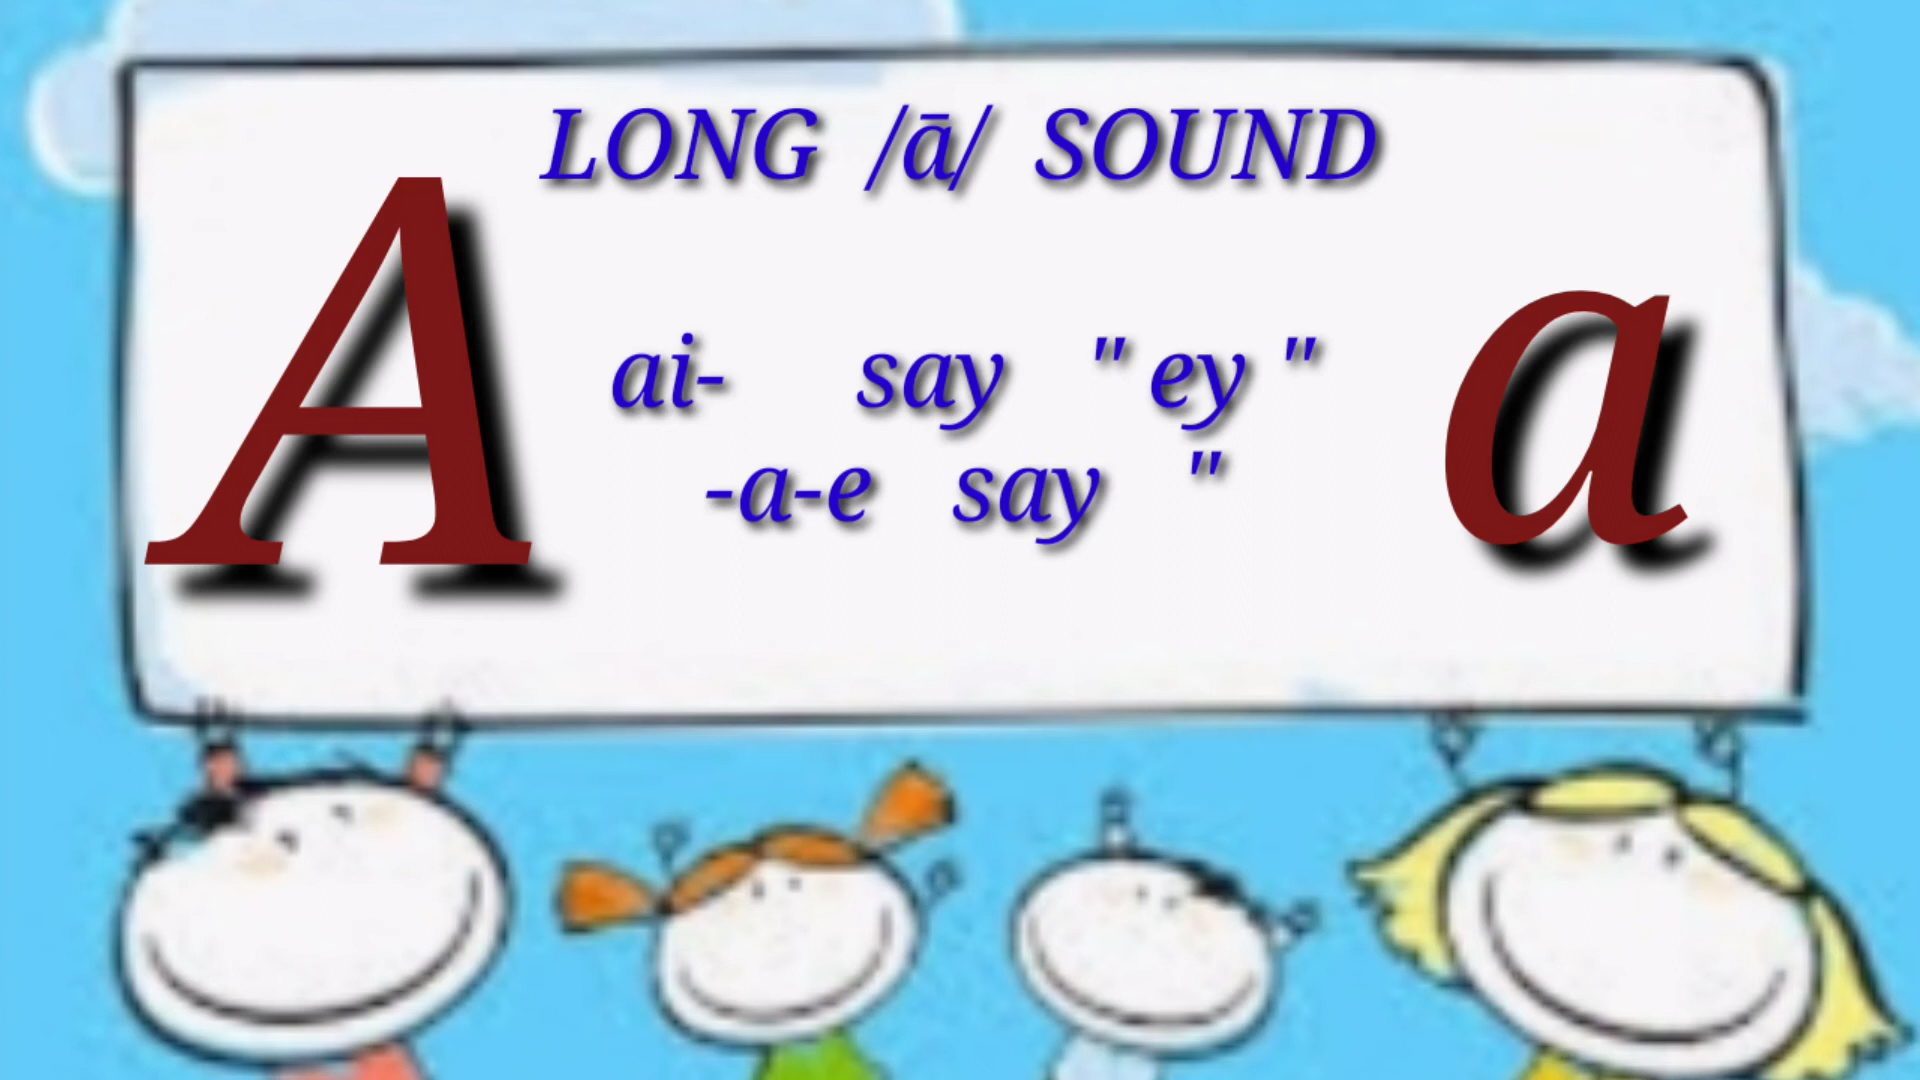 LONG /ā/ SOUND
A
ai- say " ey "
-a-e say "
a